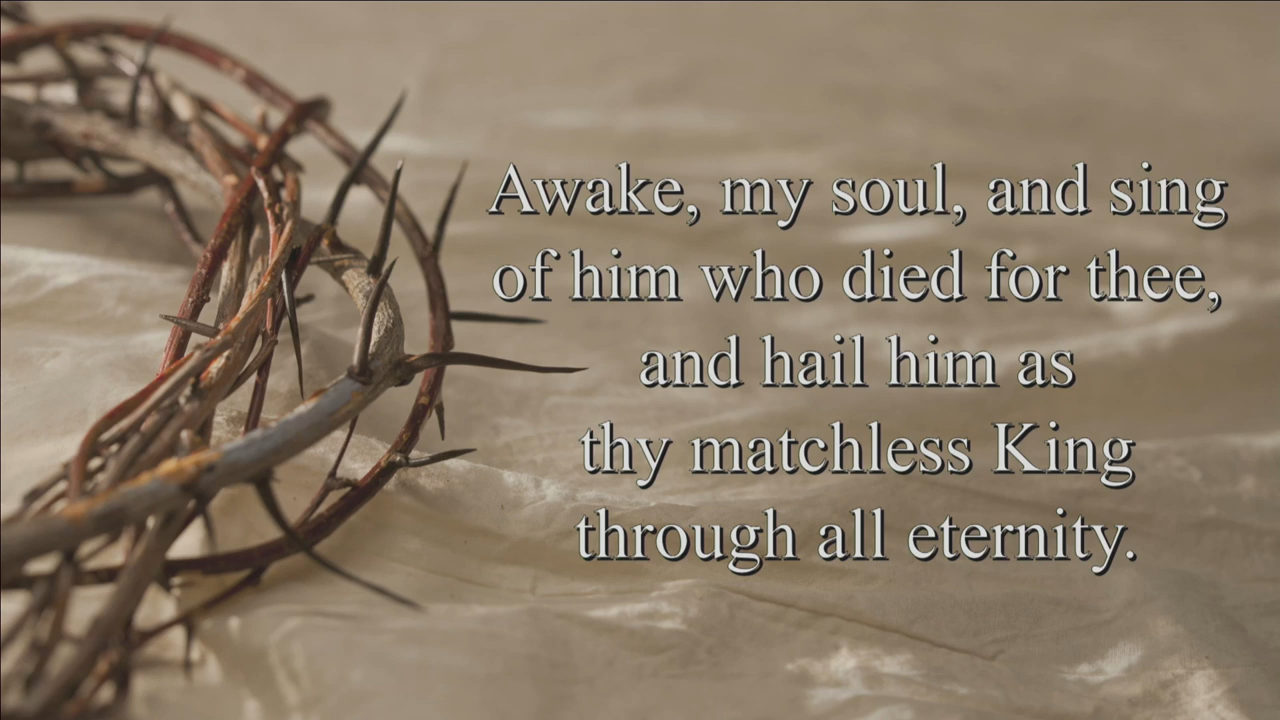 Awake, my soul, and sing
of him who died for thee,
and hail him as
thy matchless King
through all eternity.